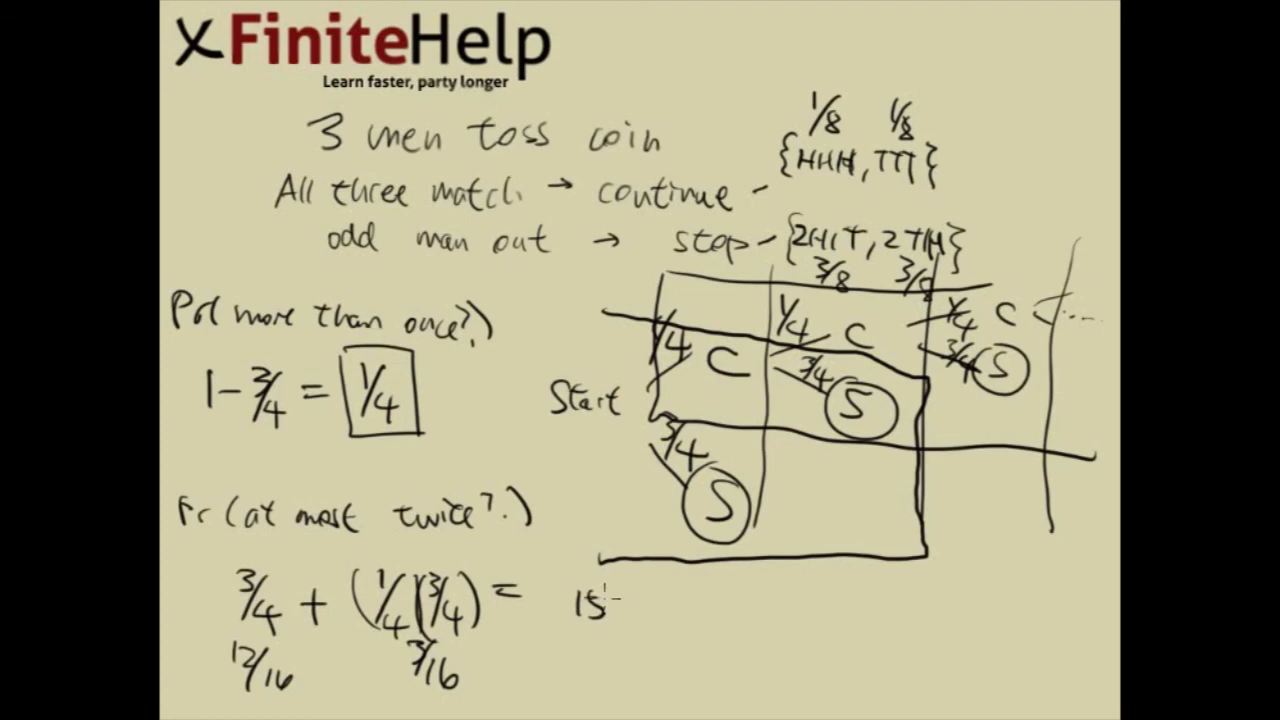 XFiniteHelp
Learn faster, party longer
3 men toss coin
1/8 1/8
{HHH, TTT}
All three match → continue -
odd man out → stop - {2H1T, 2T1H}
3/8 3/8
Pr( more than once?)
1 - 3/4 = 1/4
Start
1/4 C
3/4 S
1/4 C
3/4 S
1/4 C
3/4 S
...
Pr (at most twice?)
3/4 + (1/4)(3/4) = 15
12/16 3/16